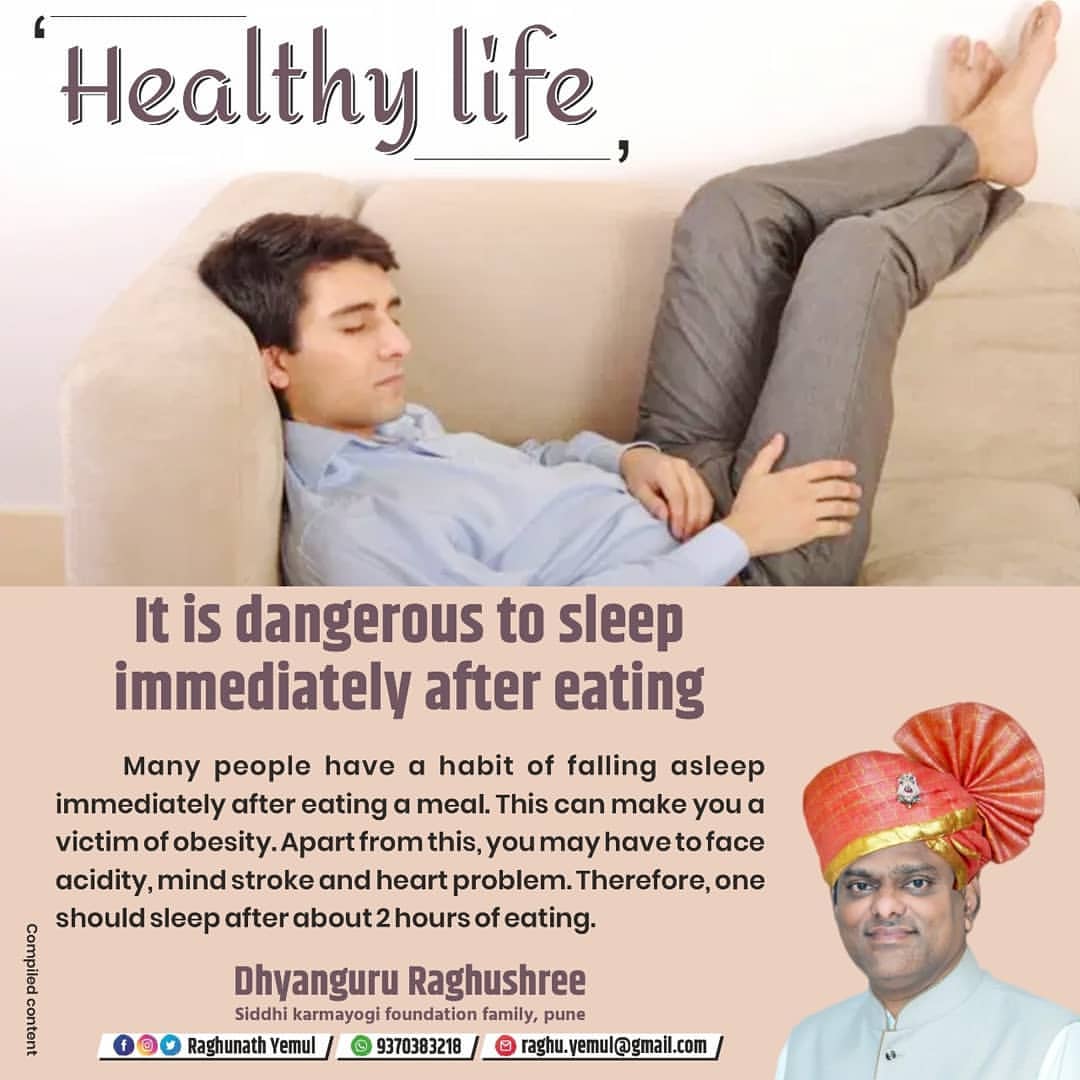 ‘
Healthy life
,
It is dangerous to sleep
immediately after eating
Many people have a habit of falling asleep
immediately after eating a meal. This can make you a
victim of obesity. Apart from this, you may have to face
acidity, mind stroke and heart problem. Therefore, one
should sleep after about 2 hours of eating.
Dhyanguru Raghushree
Siddhi karmayogi foundation family, pune
Raghunath Yemul / 9370383218 / raghu.yemul@gmail.com /
Compiled content